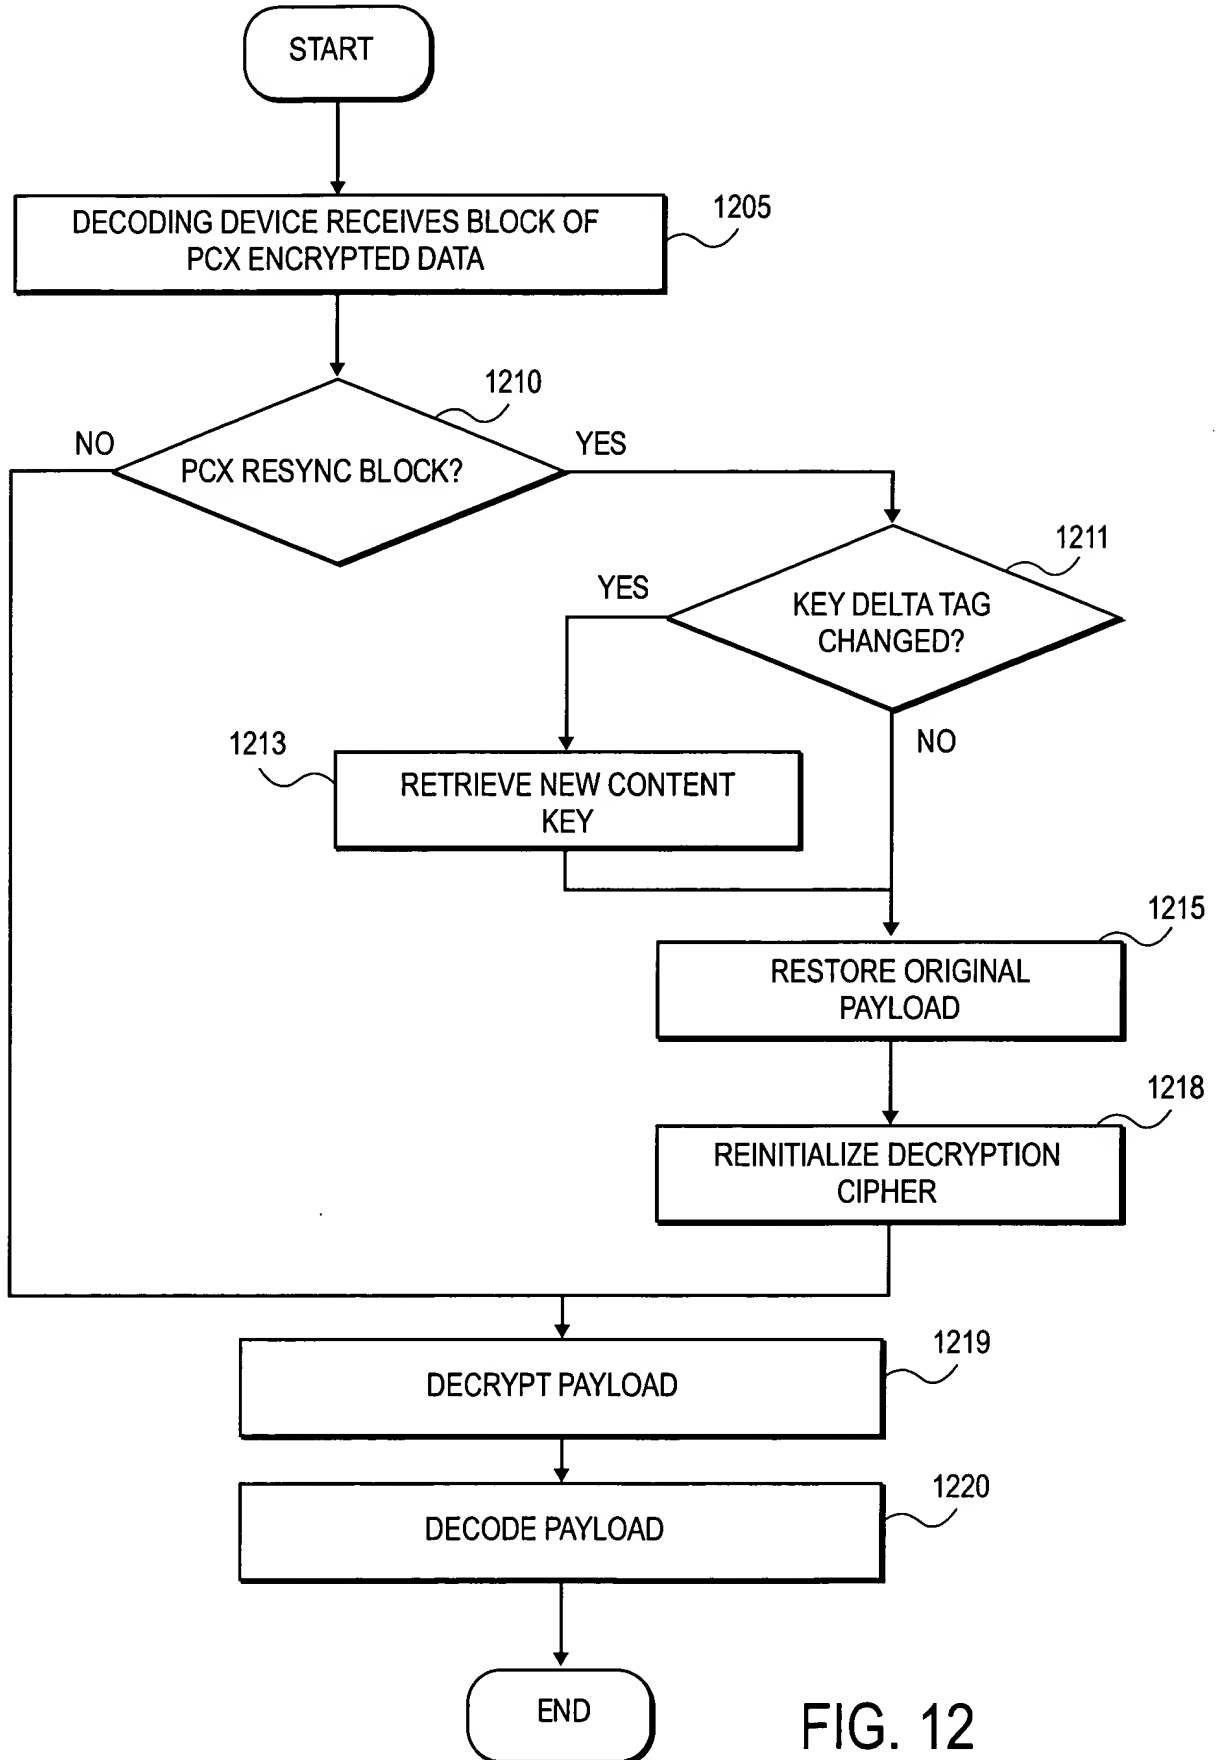 START
DECODING DEVICE RECEIVES BLOCK OF
PCX ENCRYPTED DATA
1205
1210
NO
YES
PCX RESYNC BLOCK?
1211
YES
KEY DELTA TAG
CHANGED?
NO
1213
RETRIEVE NEW CONTENT
KEY
1215
RESTORE ORIGINAL
PAYLOAD
1218
REINITIALIZE DECRYPTION
CIPHER
1219
DECRYPT PAYLOAD
1220
DECODE PAYLOAD
END
FIG. 12